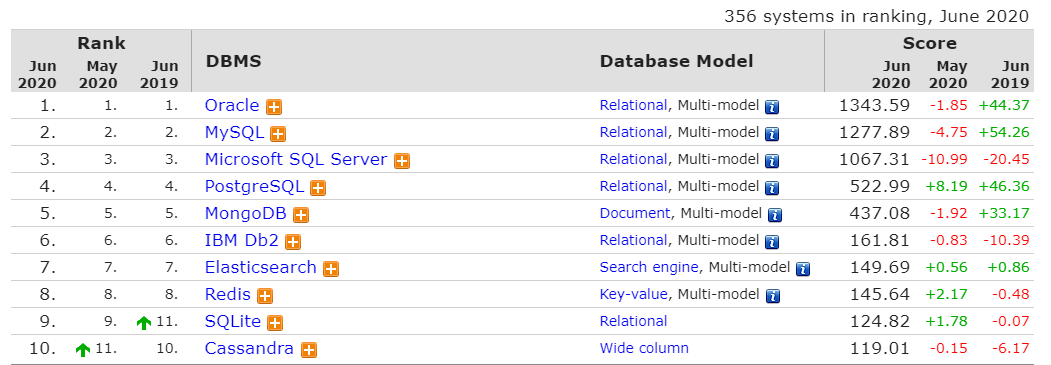 356 systems in ranking, June 2020
Rank DBMS Database Model Score
Jun 2020 May 2020 Jun 2019 Jun 2020 May 2020 Jun 2019
1. 1. 1. Oracle Relational, Multi-model 1343.59 -1.85 +44.37
2. 2. 2. MySQL Relational, Multi-model 1277.89 -4.75 +54.26
3. 3. 3. Microsoft SQL Server Relational, Multi-model 1067.31 -10.99 -20.45
4. 4. 4. PostgreSQL Relational, Multi-model 522.99 +8.19 +46.36
5. 5. 5. MongoDB Document, Multi-model 437.08 -1.92 +33.17
6. 6. 6. IBM Db2 Relational, Multi-model 161.81 -0.83 -10.39
7. 7. 7. Elasticsearch Search engine, Multi-model 149.69 +0.56 +0.86
8. 8. 8. Redis Key-value, Multi-model 145.64 +2.17 -0.48
9. 9. 11. SQLite Relational 124.82 +1.78 -0.07
10. 11. 10. Cassandra Wide column 119.01 -0.15 -6.17